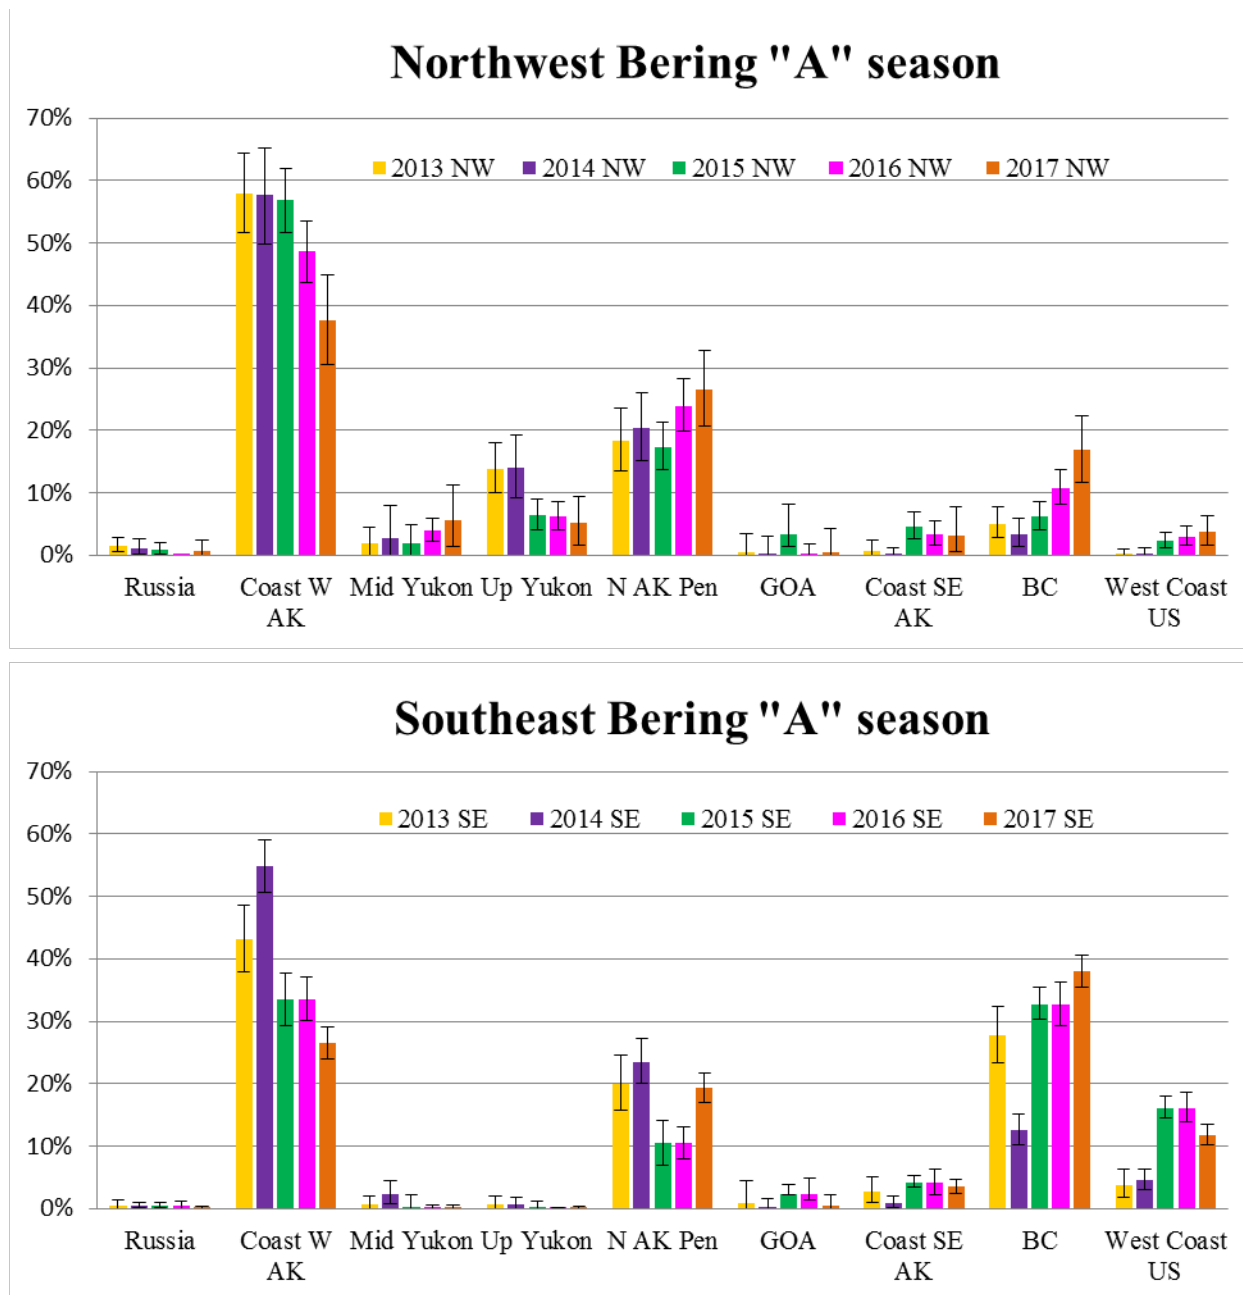 Northwest Bering "A" season
70%
2013 NW 2014 NW 2015 NW 2016 NW 2017 NW
60%
50%
40%
30%
20%
10%
0%
Russia Coast W Mid Yukon Up Yukon N AK Pen GOA Coast SE BC West Coast
AK AK US
Southeast Bering "A" season
70%
2013 SE 2014 SE 2015 SE 2016 SE 2017 SE
60%
50%
40%
30%
20%
10%
0%
Russia Coast W Mid Yukon Up Yukon N AK Pen GOA Coast SE BC West Coast
AK AK US